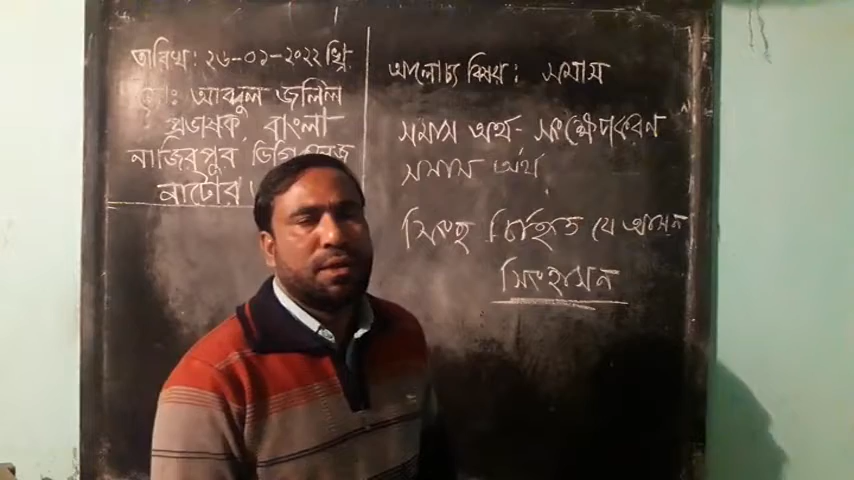 তারিখ: ২৬-০১-২০২২ খ্রি.
মোঃ আব্দুল জলিল
প্রভাষক, বাংলা
নাজিরপুর ডিগ্রি কলেজ
নাটোর।
আলোচ্য বিষয়: সমাস
সমাস অর্থ- সংক্ষেপকরণ
সমাস অর্থ
সিংহ চিহ্নিত যে আসন
সিংহাসন